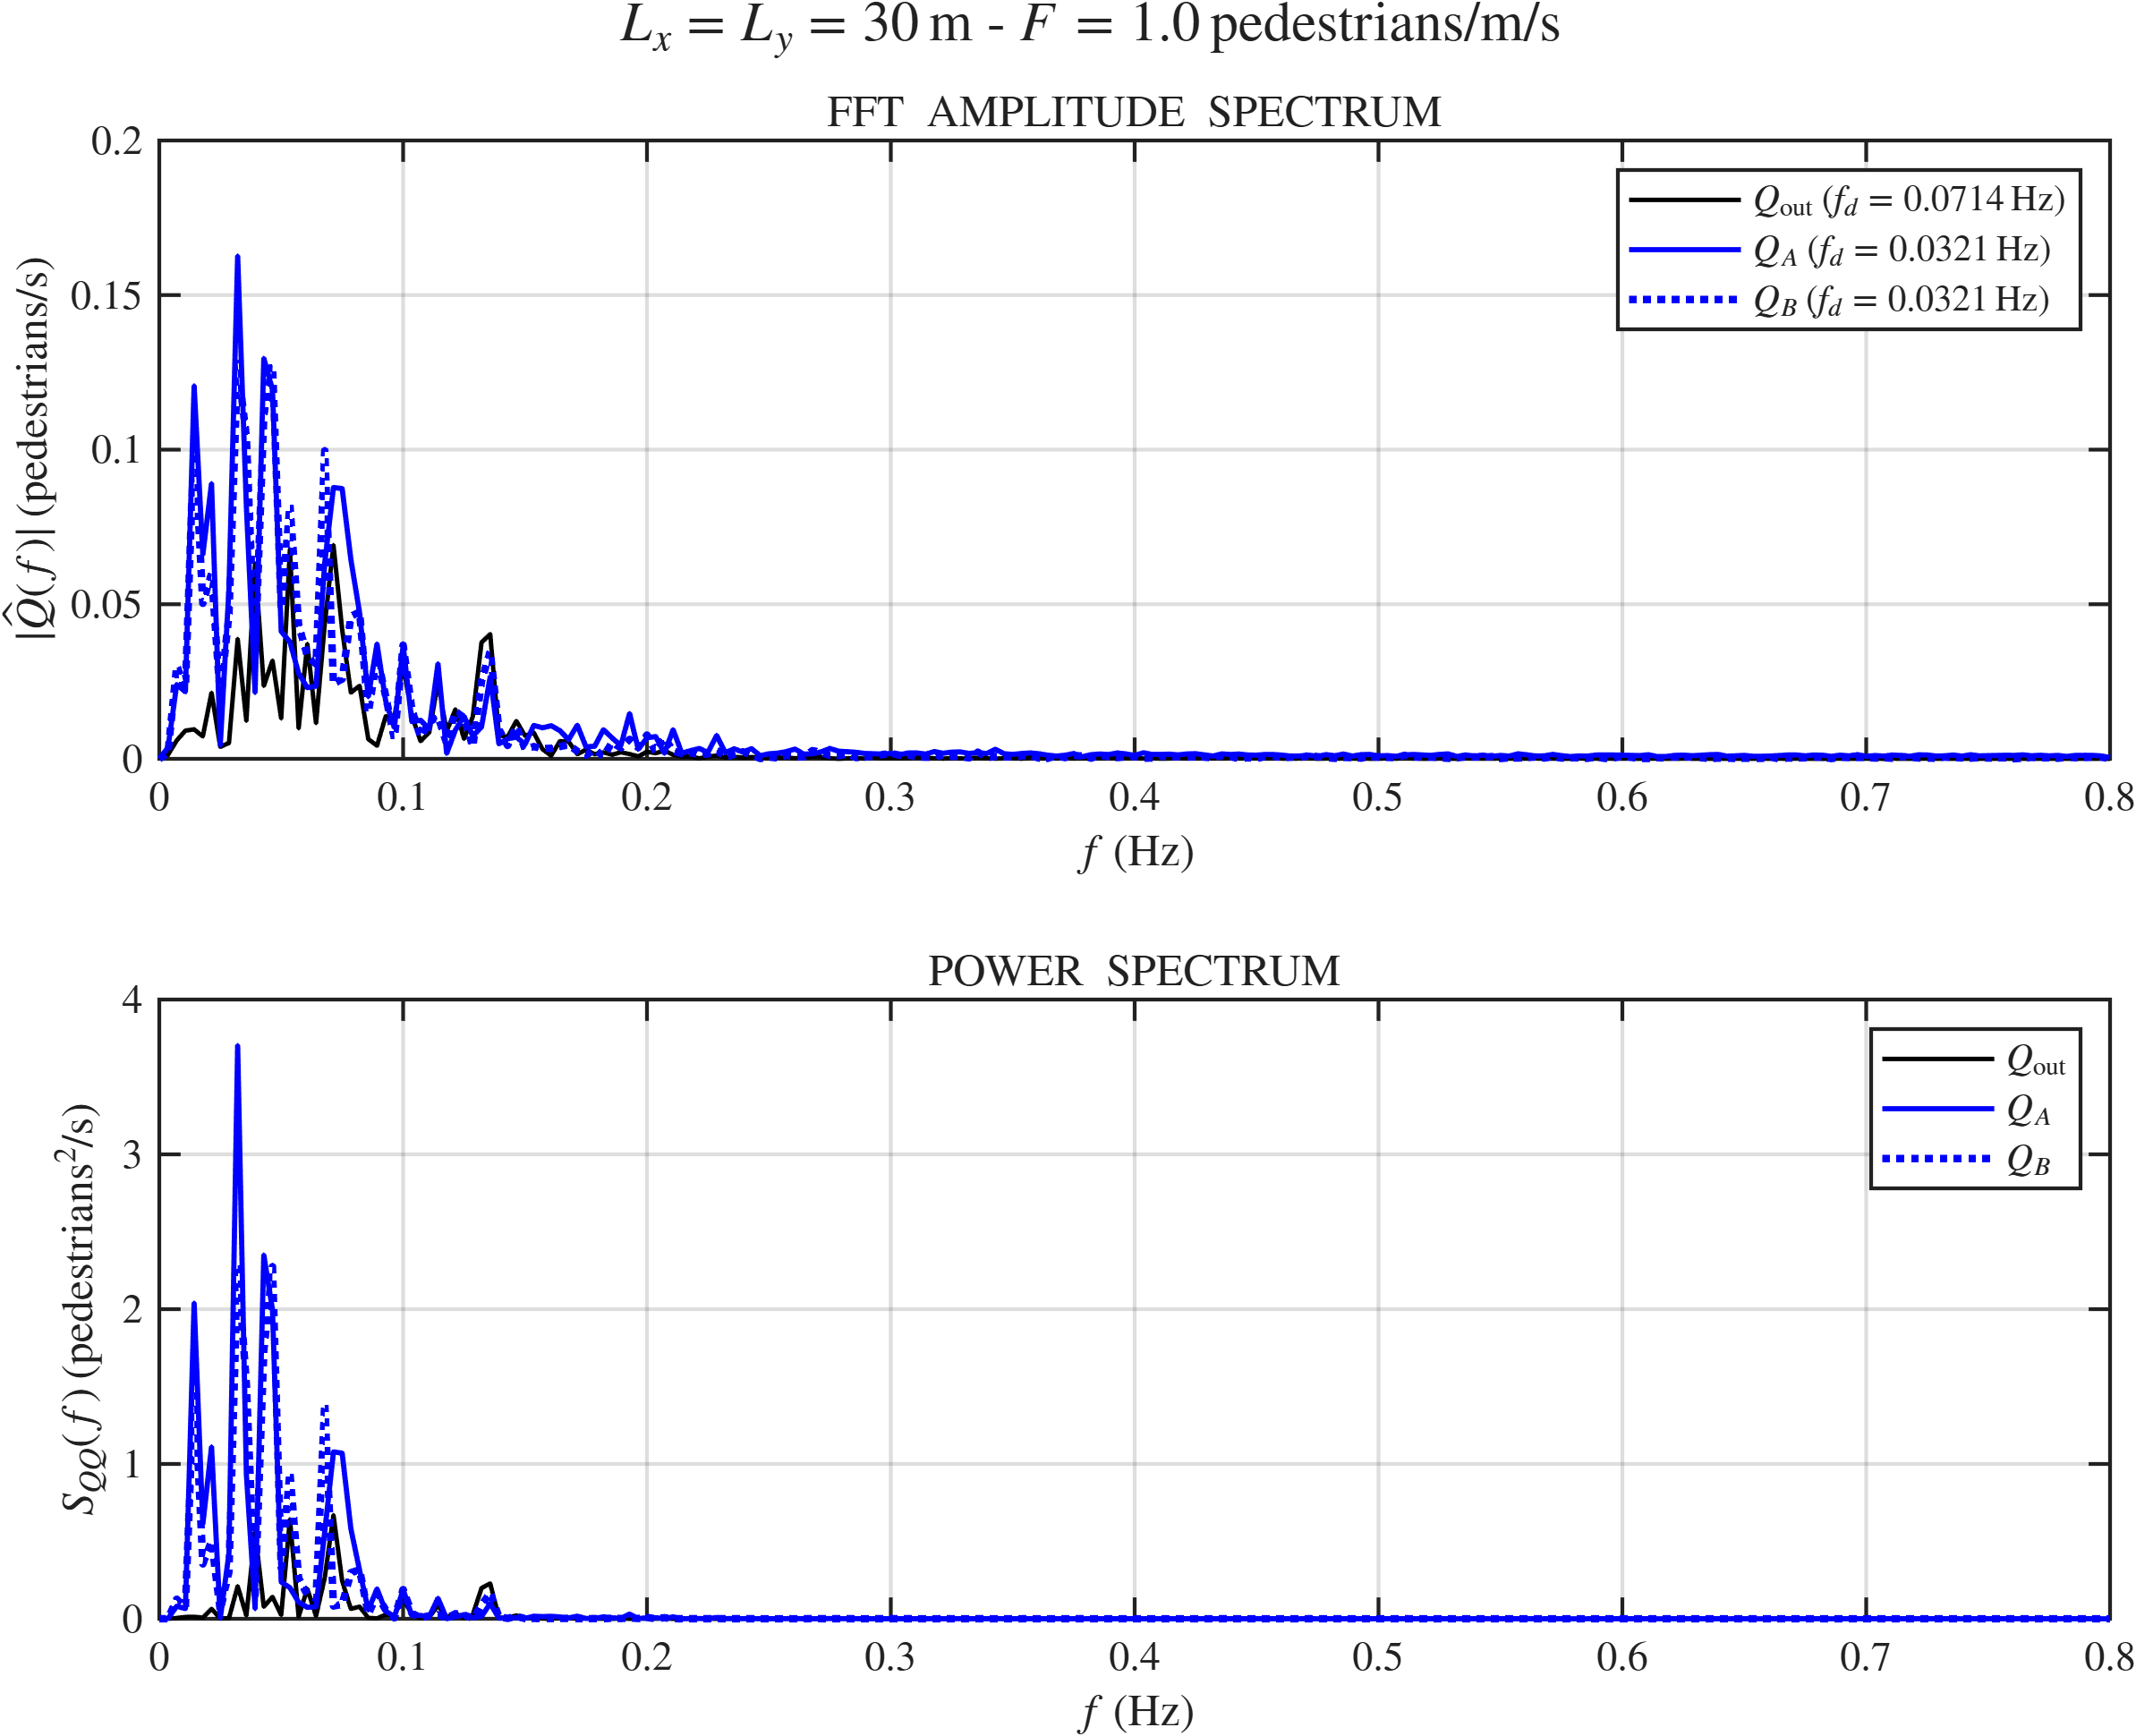 Lx = Ly = 30 m - F = 1.0 pedestrians/m/s
FFT AMPLITUDE SPECTRUM
|Q̂(f)| (pedestrians/s)
0.2
0.15
0.1
0.05
0
Qout (fd = 0.0714 Hz)
QA (fd = 0.0321 Hz)
QB (fd = 0.0321 Hz)
0 0.1 0.2 0.3 0.4 0.5 0.6 0.7 0.8
f (Hz)
POWER SPECTRUM
SQQ(f) (pedestrians²/s)
4
3
2
1
0
Qout
QA
QB
0 0.1 0.2 0.3 0.4 0.5 0.6 0.7 0.8
f (Hz)